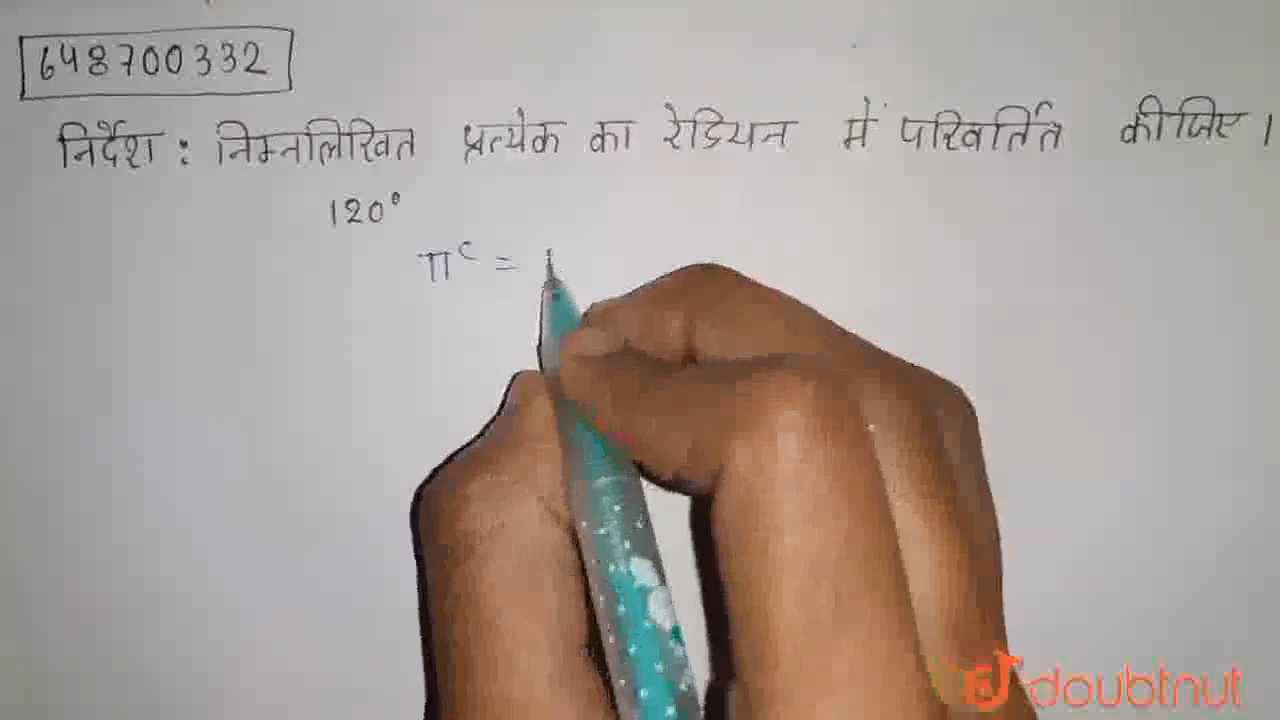 648700332
निर्देश : निम्नलिखित प्रत्येक का रेडियन में परिवर्तित कीजिए ।
120°
π^c =
doubtnut